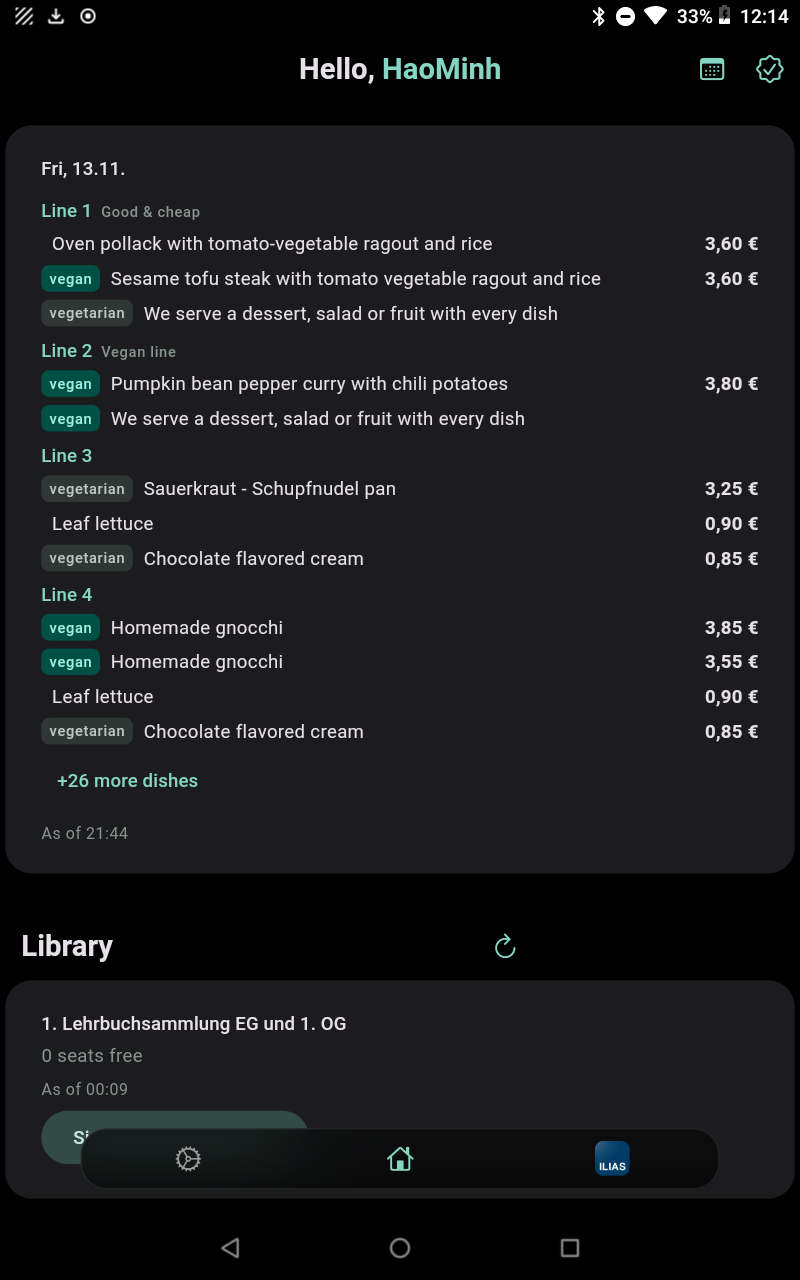 33% 12:14
Hello, HaoMinh
Fri, 13.11.
Line 1 Good & cheap
Oven pollack with tomato-vegetable ragout and rice 3,60 €
vegan Sesame tofu steak with tomato vegetable ragout and rice 3,60 €
vegetarian We serve a dessert, salad or fruit with every dish
Line 2 Vegan line
vegan Pumpkin bean pepper curry with chili potatoes 3,80 €
vegan We serve a dessert, salad or fruit with every dish
Line 3
vegetarian Sauerkraut - Schupfnudel pan 3,25 €
Leaf lettuce 0,90 €
vegetarian Chocolate flavored cream 0,85 €
Line 4
vegan Homemade gnocchi 3,85 €
vegan Homemade gnocchi 3,55 €
Leaf lettuce 0,90 €
vegetarian Chocolate flavored cream 0,85 €
+26 more dishes
As of 21:44
Library
1. Lehrbuchsammlung EG und 1. OG
0 seats free
As of 00:09
ILIAS